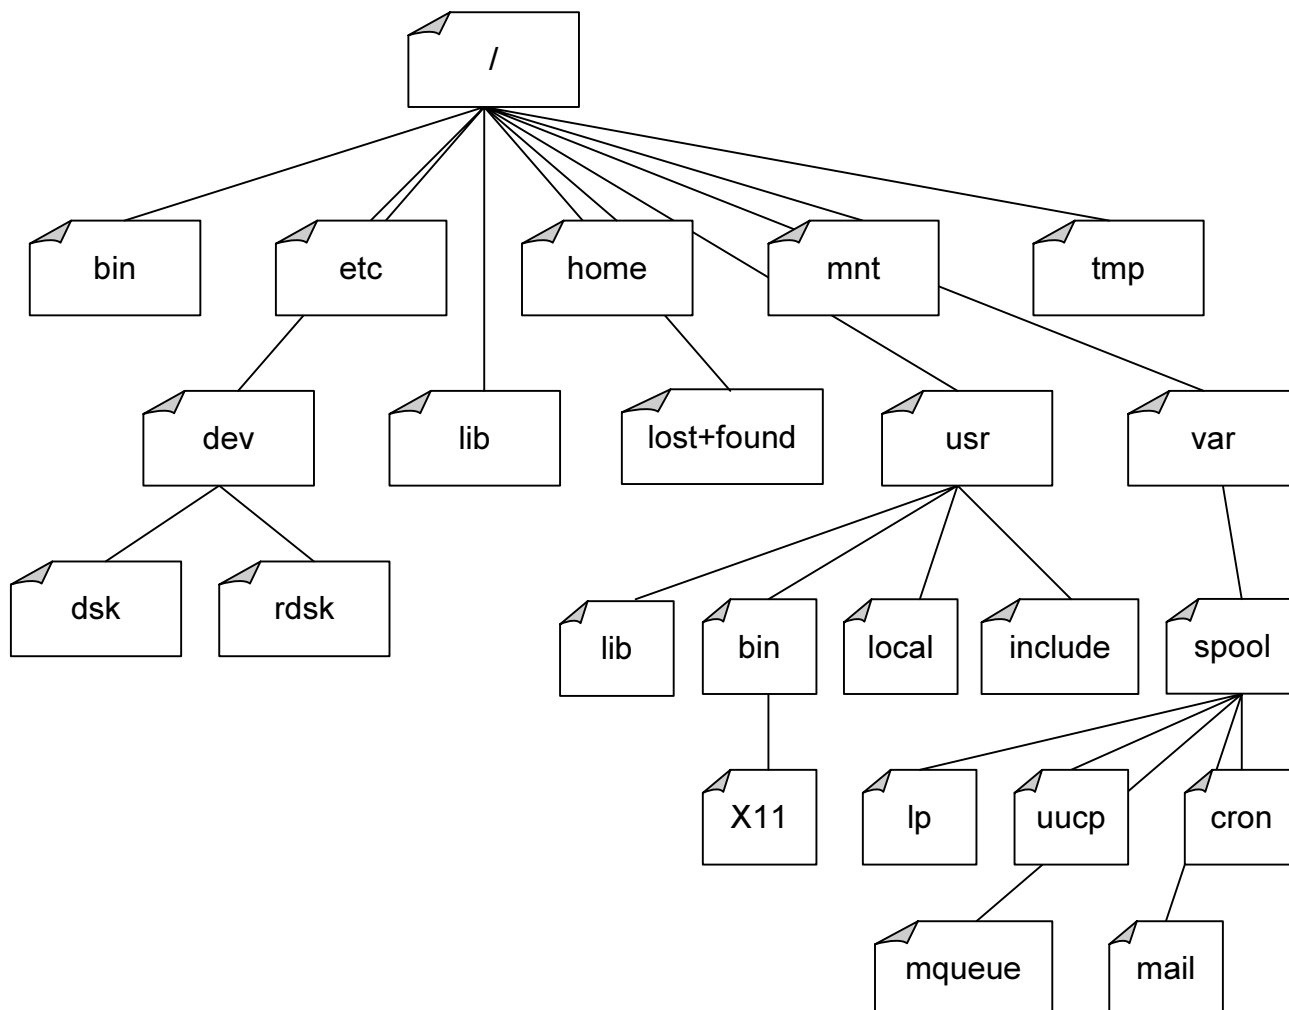 /
bin
etc
home
mnt
tmp
dev
lib
lost+found
usr
var
dsk
rdsk
lib
bin
local
include
spool
X11
lp
uucp
cron
mqueue
mail